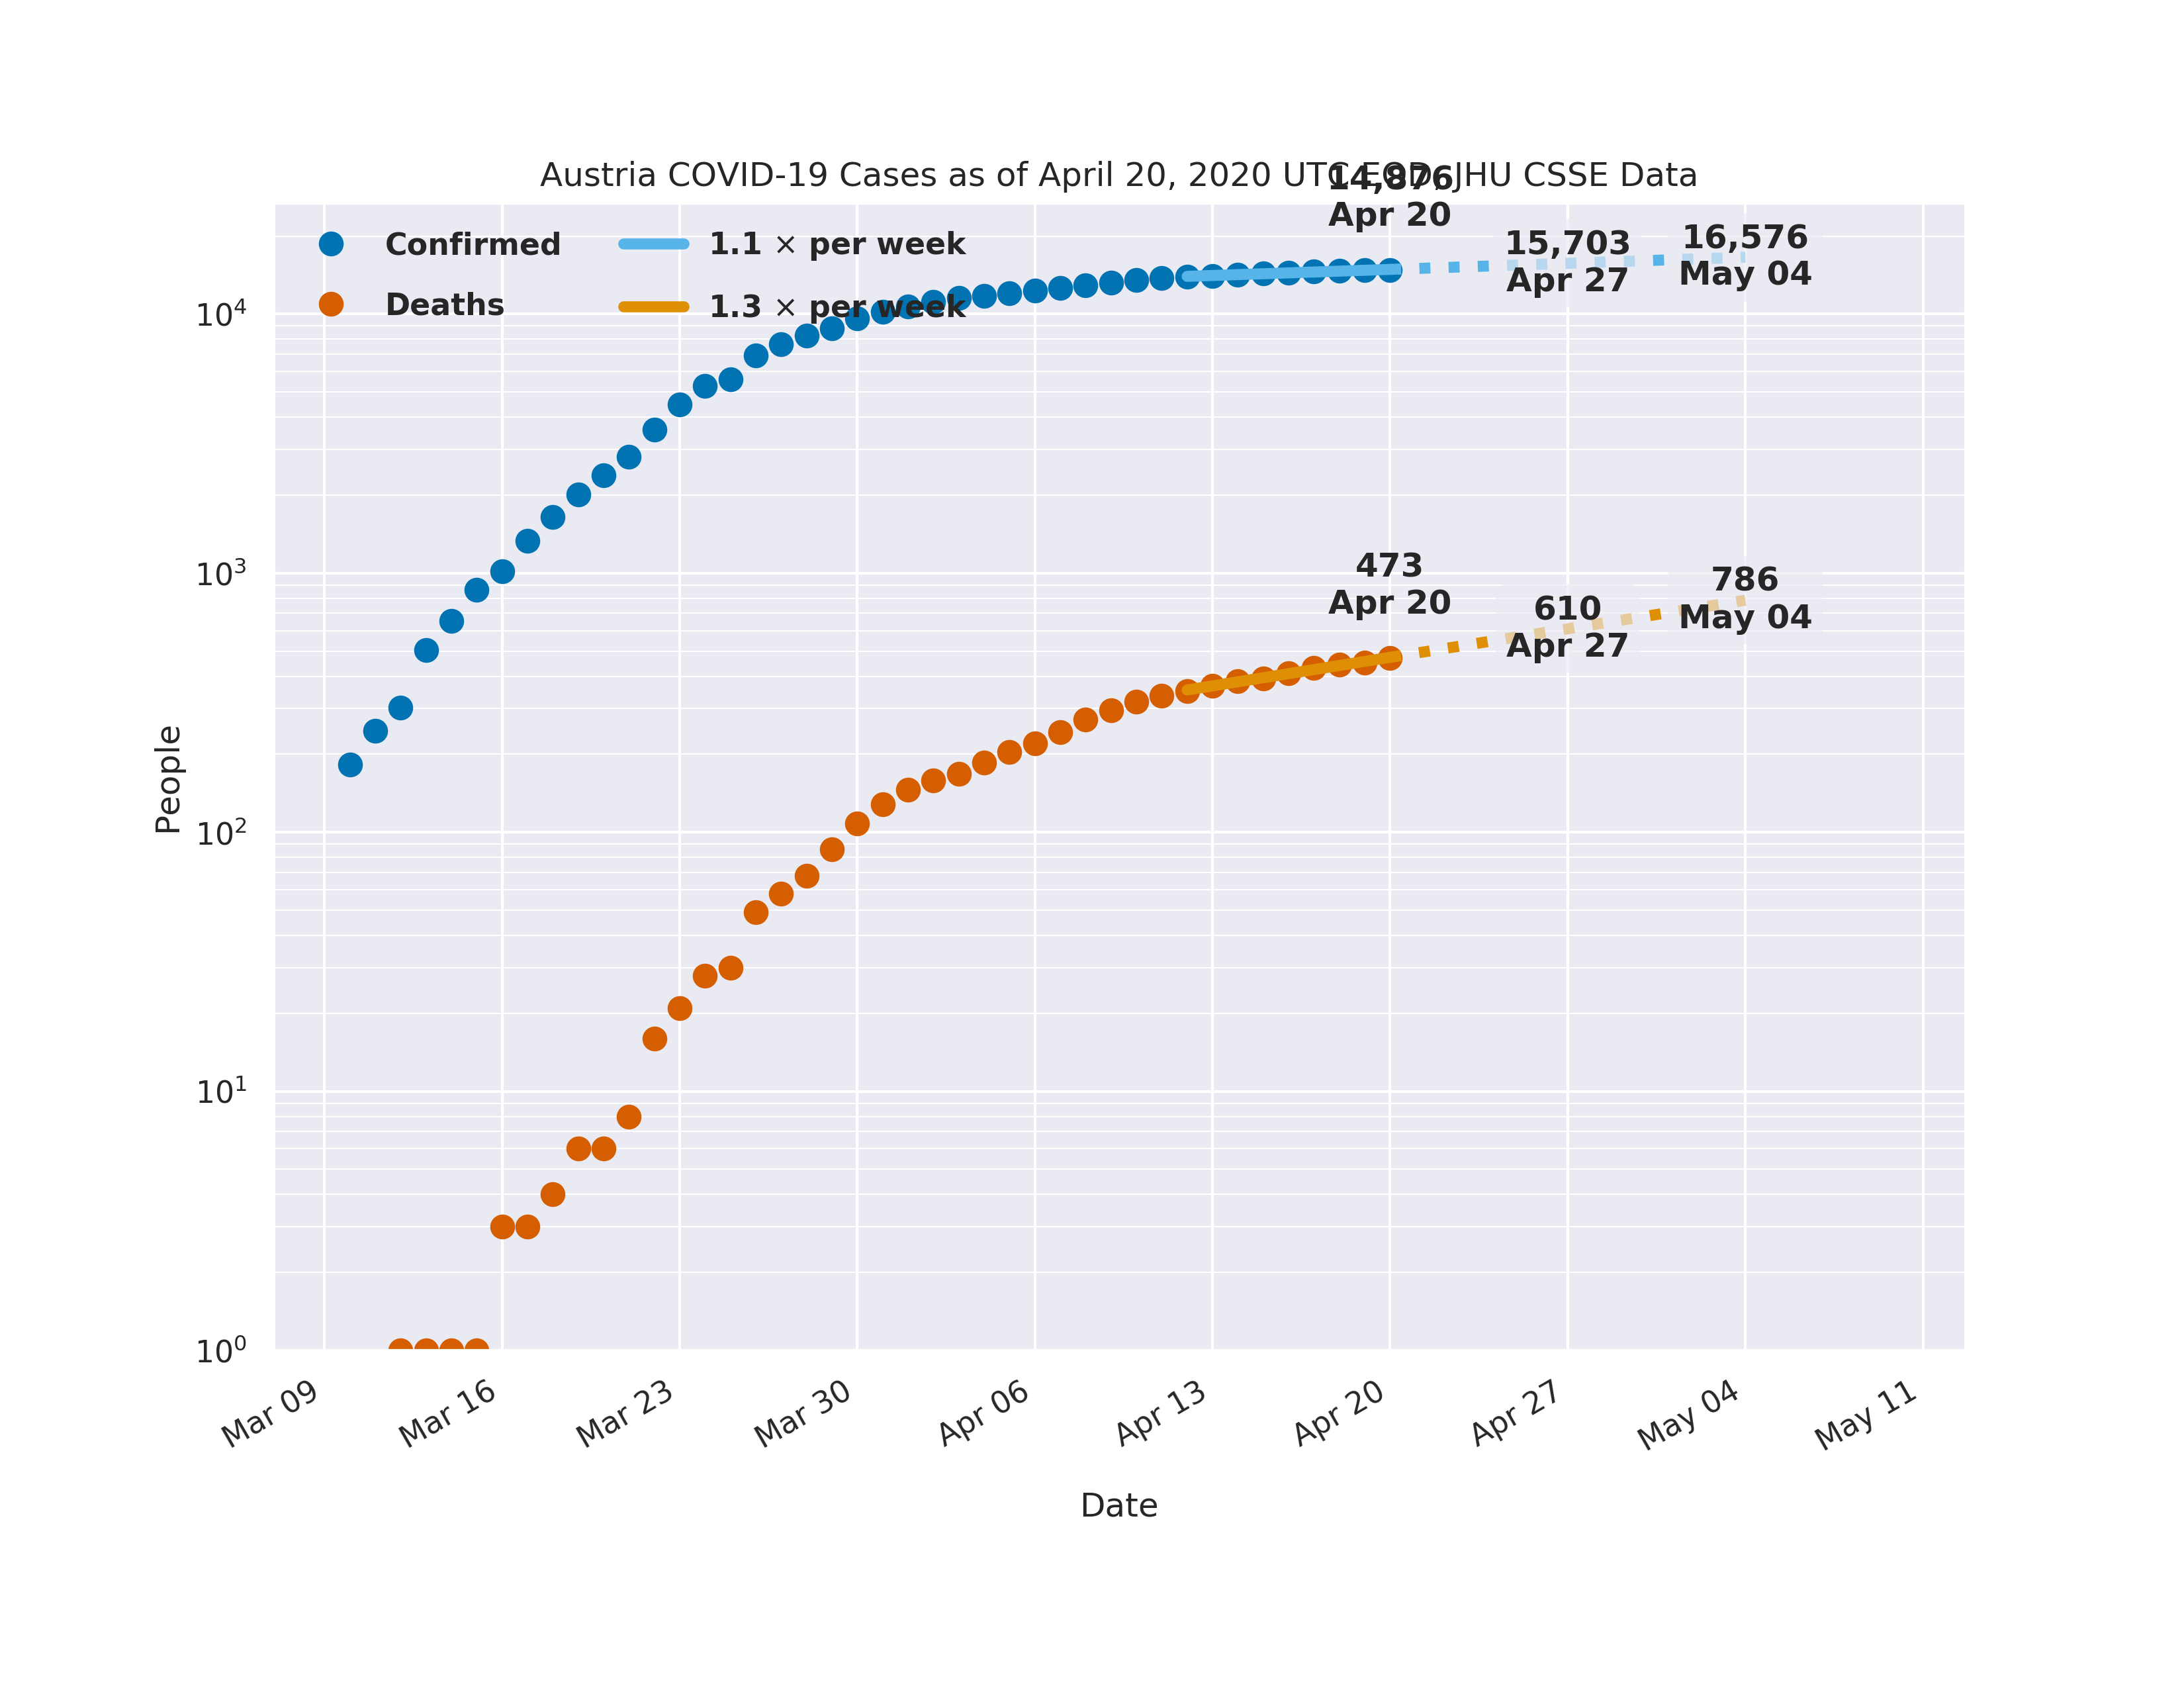 Austria COVID-19 Cases as of April 20, 2020 UTC EOD, JHU CSSE Data
14,876
Apr 20
15,703
Apr 27
16,576
May 04
Confirmed
Deaths
1.1 × per week
1.3 × per week
473
Apr 20
610
Apr 27
786
May 04
People
10⁴
10³
10²
10¹
10⁰
Mar 09
Mar 16
Mar 23
Mar 30
Apr 06
Apr 13
Apr 20
Apr 27
May 04
May 11
Date